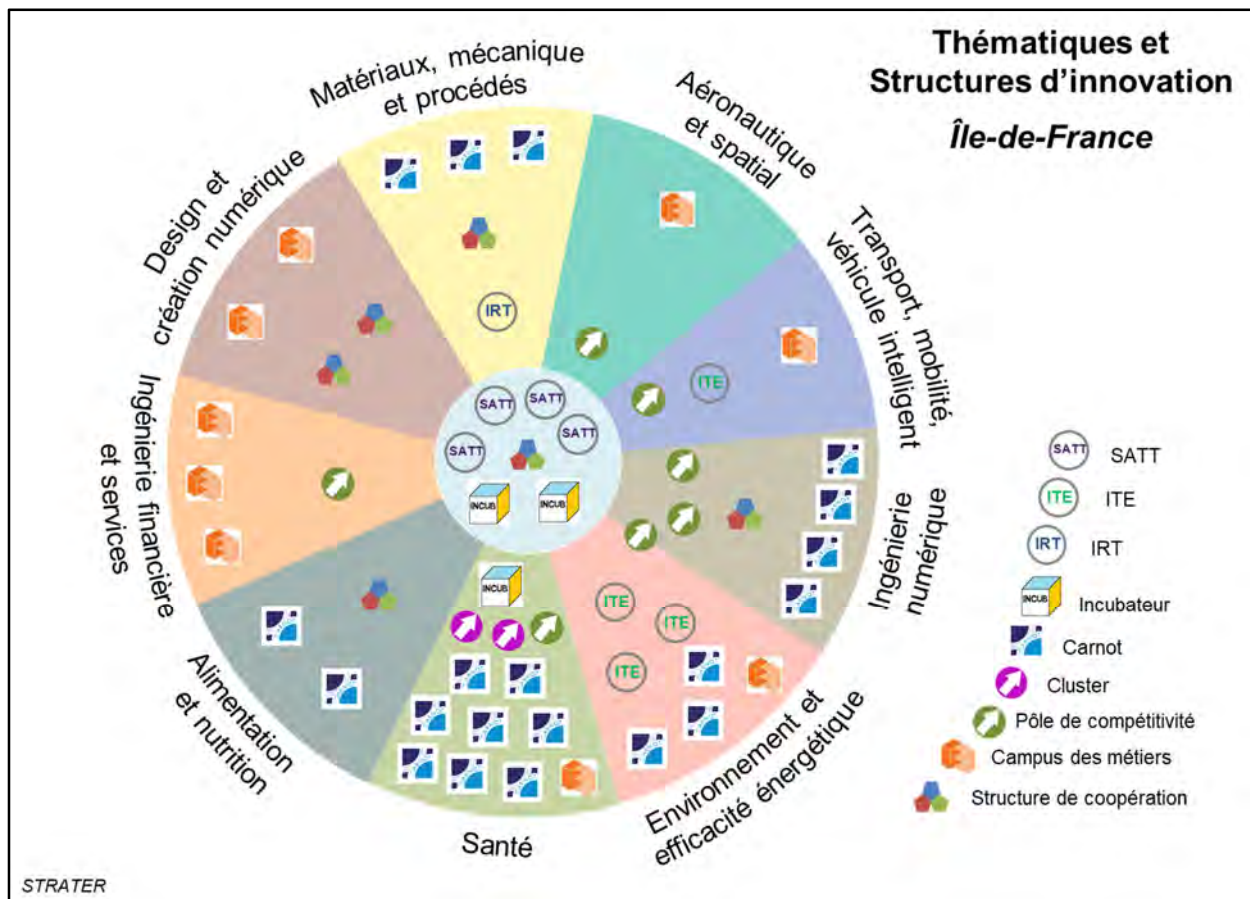 Thématiques et
Structures d'innovation
Île-de-France
Matériaux, mécanique
et procédés
Aéronautique
et spatial
Transport, mobilité,
véhicule intelligent
Ingénierie
numérique
Environnement et
efficacité énergétique
Santé
Alimentation
et nutrition
Ingénierie financière
et services
Design et
création numérique
IRT
ITE
SATT
SATT
SATT
SATT
INCUB
INCUB
INCUB
ITE
ITE
ITE
SATT SATT
ITE ITE
IRT IRT
INCUB Incubateur
Carnot
Cluster
Pôle de compétitivité
Campus des métiers
Structure de coopération
STRATER